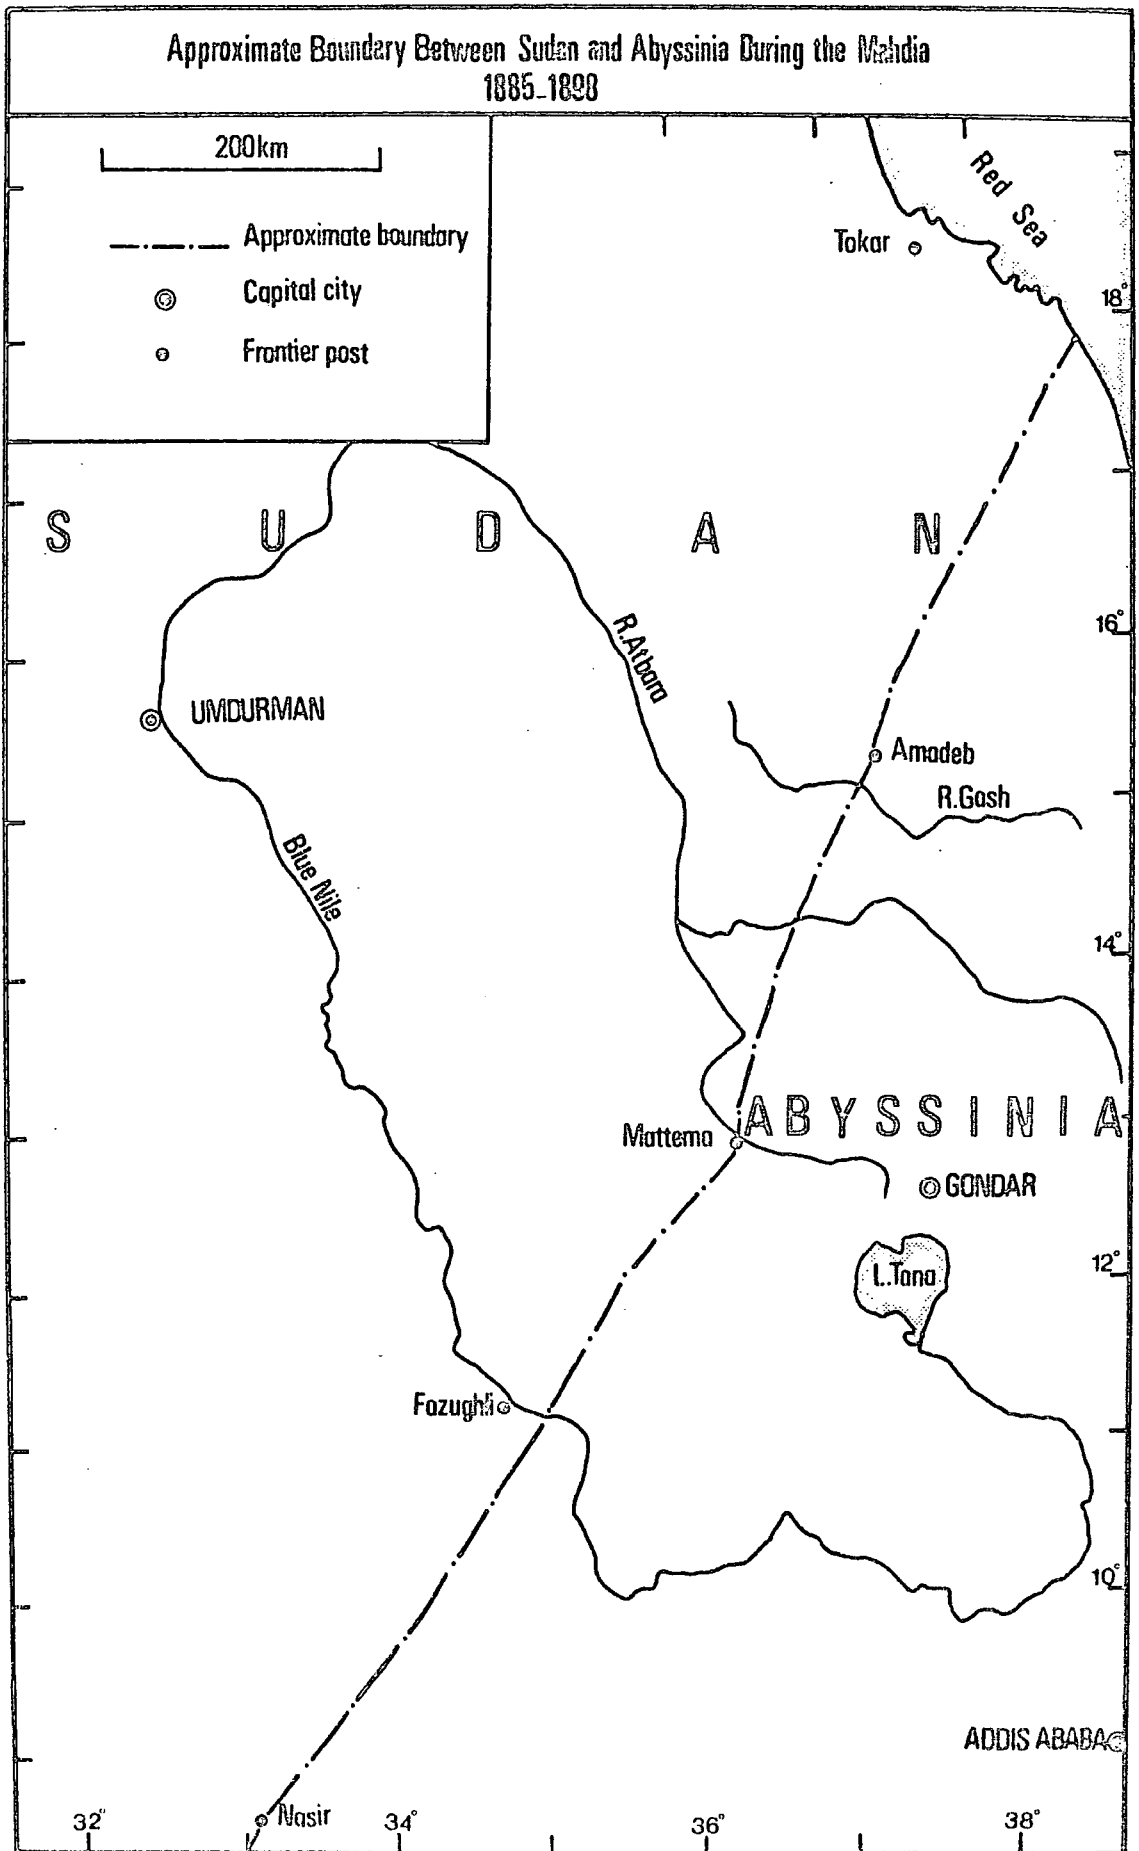 Approximate Boundary Between Sudan and Abyssinia During the Mahdia
1885-1898
200km
Approximate boundary
Capital city
Frontier post
Red Sea
Tokar
18°
S U D A N
16°
R.Atbara
UMDURMAN
Amadeb
R.Gash
Blue Nile
14°
ABYSSINIA
Mattema
GONDAR
12°
L.Tana
Fazughli
10°
ADDIS ABABA
Nasir
32° 34° 36° 38°